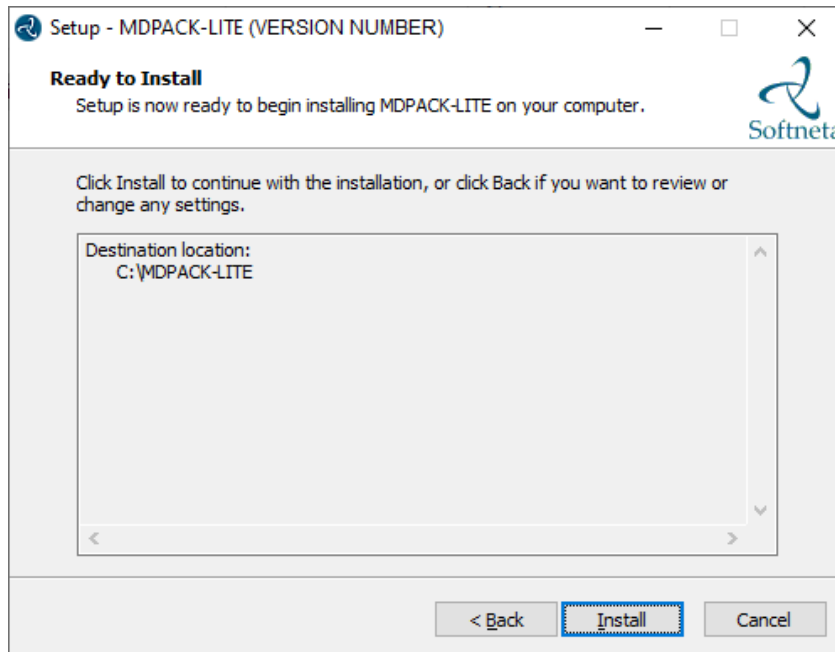 Setup - MDPACK-LITE (VERSION NUMBER)
Ready to Install
Setup is now ready to begin installing MDPACK-LITE on your computer.
Softneta
Click Install to continue with the installation, or click Back if you want to review or
change any settings.
Destination location:
C:\MDPACK-LITE
< Back
Install
Cancel